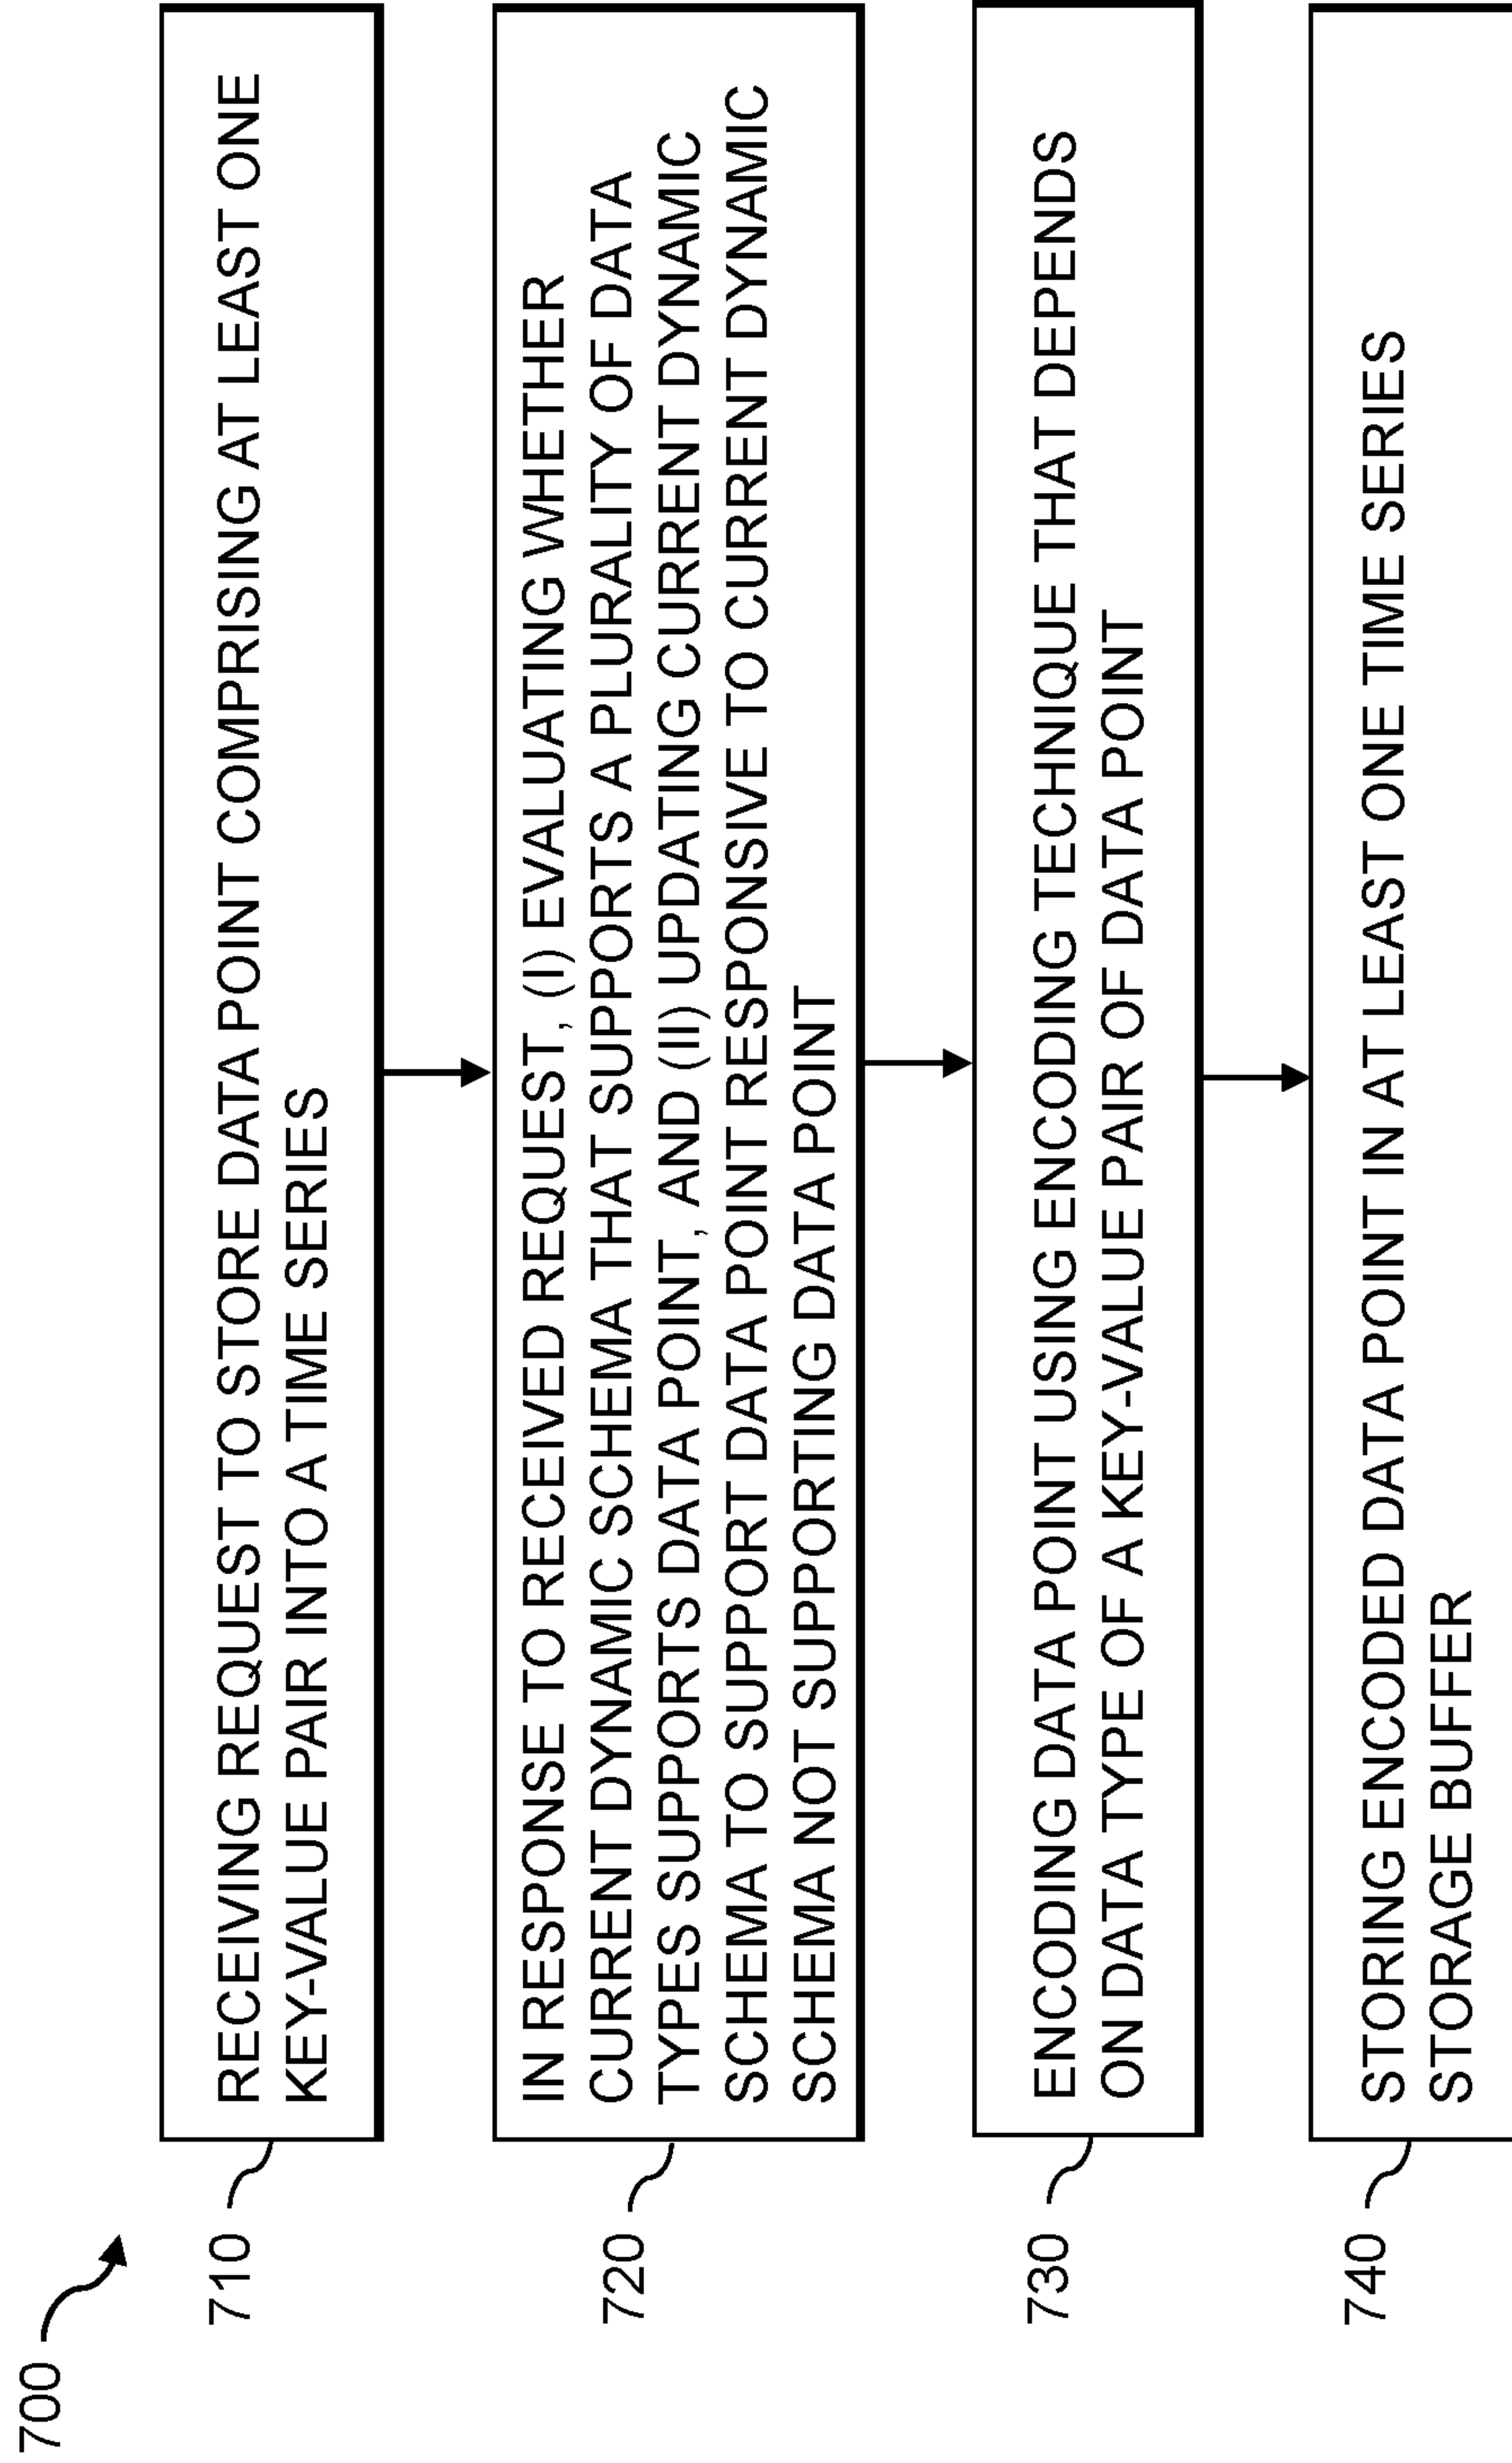 700
710
RECEIVING REQUEST TO STORE DATA POINT COMPRISING AT LEAST ONE
KEY-VALUE PAIR INTO A TIME SERIES
720
IN RESPONSE TO RECEIVED REQUEST, (I) EVALUATING WHETHER
CURRENT DYNAMIC SCHEMA THAT SUPPORTS A PLURALITY OF DATA
TYPES SUPPORTS DATA POINT, AND (II) UPDATING CURRENT DYNAMIC
SCHEMA TO SUPPORT DATA POINT RESPONSIVE TO CURRENT DYNAMIC
SCHEMA NOT SUPPORTING DATA POINT
730
ENCODING DATA POINT USING ENCODING TECHNIQUE THAT DEPENDS
ON DATA TYPE OF A KEY-VALUE PAIR OF DATA POINT
740
STORING ENCODED DATA POINT IN AT LEAST ONE TIME SERIES
STORAGE BUFFER